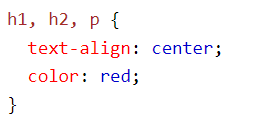 h1, h2, p {
  text-align: center;
  color: red;
}